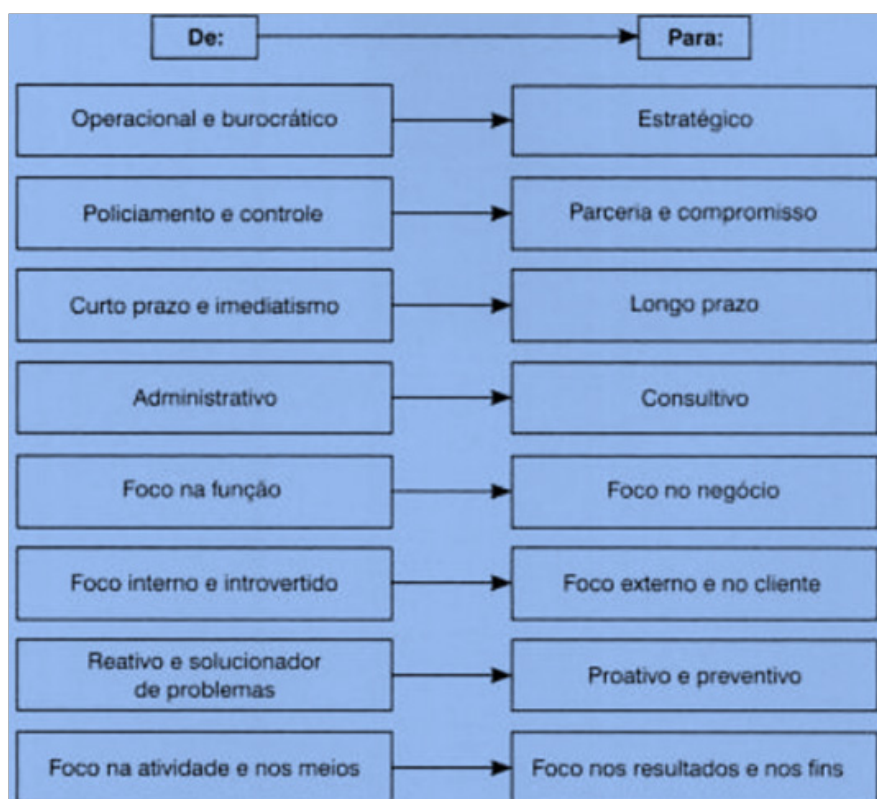 De: Para:
Operacional e burocrático Estratégico
Policiamento e controle Parceria e compromisso
Curto prazo e imediatismo Longo prazo
Administrativo Consultivo
Foco na função Foco no negócio
Foco interno e introvertido Foco externo e no cliente
Reativo e solucionador
de problemas Proativo e preventivo
Foco na atividade e nos meios Foco nos resultados e nos fins